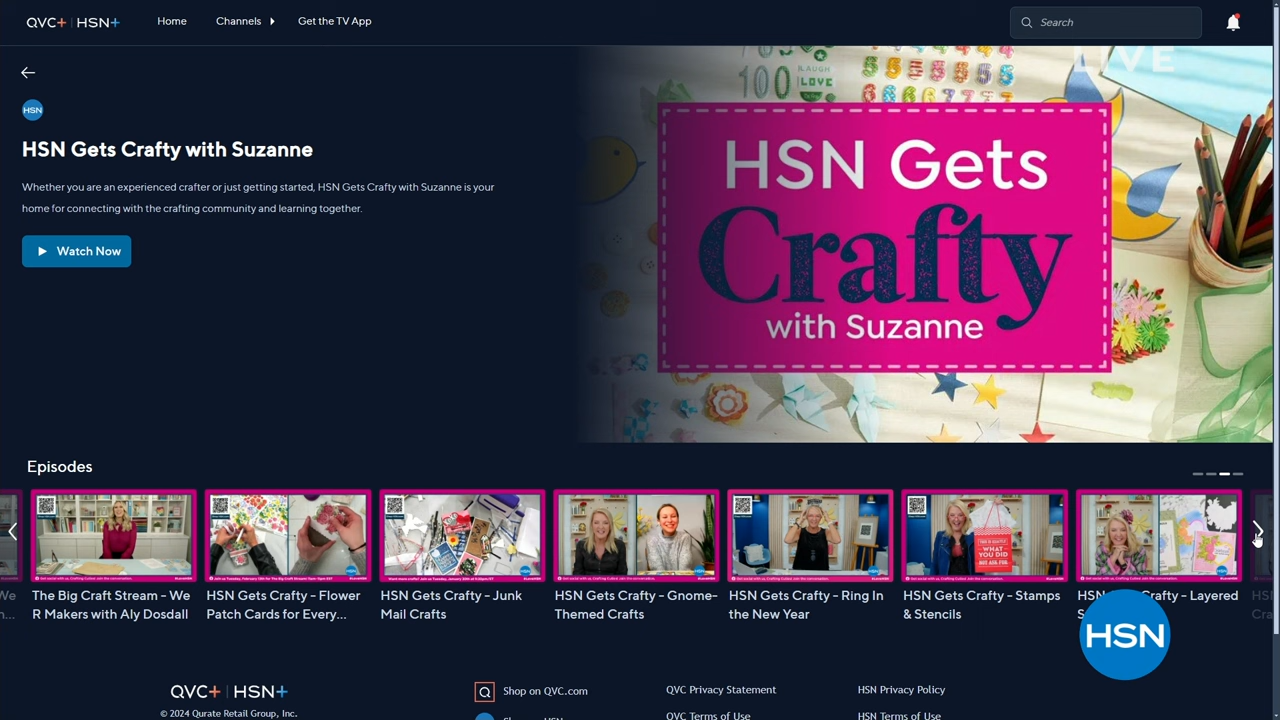 QVC+ | HSN+
Home
Channels
Get the TV App
Search
LIVE
HSN
HSN Gets Crafty with Suzanne
Whether you are an experienced crafter or just getting started, HSN Gets Crafty with Suzanne is your
home for connecting with the crafting community and learning together.
Watch Now
100
LAUGH
LOVE
HSN Gets
Crafty
with Suzanne
Episodes
The Big Craft Stream - We
R Makers with Aly Dosdall
HSN Gets Crafty - Flower
Patch Cards for Every...
HSN Gets Crafty - Junk
Mail Crafts
HSN Gets Crafty - Gnome-
Themed Crafts
HSN Gets Crafty - Ring In
the New Year
HSN Gets Crafty - Stamps
& Stencils
HSN Gets Crafty - Layered
HSN
QVC+ | HSN+
© 2024 Qurate Retail Group, Inc.
Shop on QVC.com
QVC Privacy Statement
QVC Terms of Use
HSN Privacy Policy
HSN Terms of Use